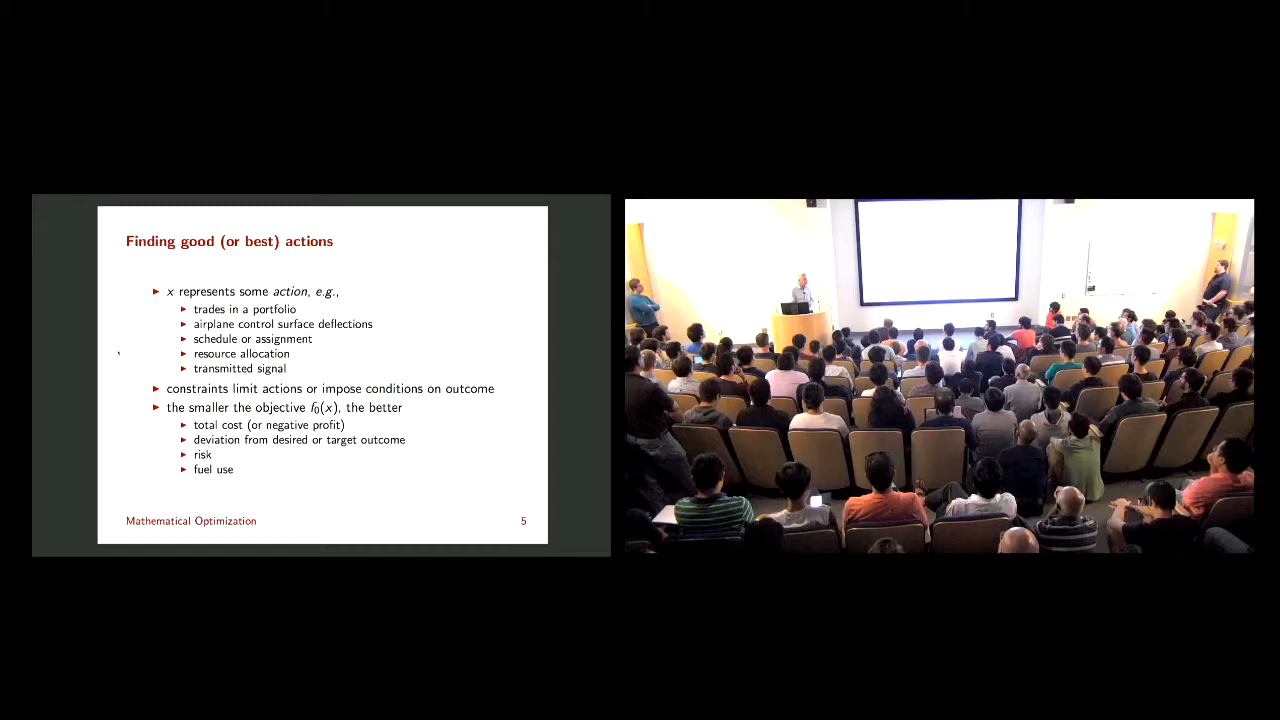 Finding good (or best) actions
▶ x represents some action, e.g.,
▶ trades in a portfolio
▶ airplane control surface deflections
▶ schedule or assignment
▶ resource allocation
▶ transmitted signal
▶ constraints limit actions or impose conditions on outcome
▶ the smaller the objective f₀(x), the better
▶ total cost (or negative profit)
▶ deviation from desired or target outcome
▶ risk
▶ fuel use
Mathematical Optimization 5